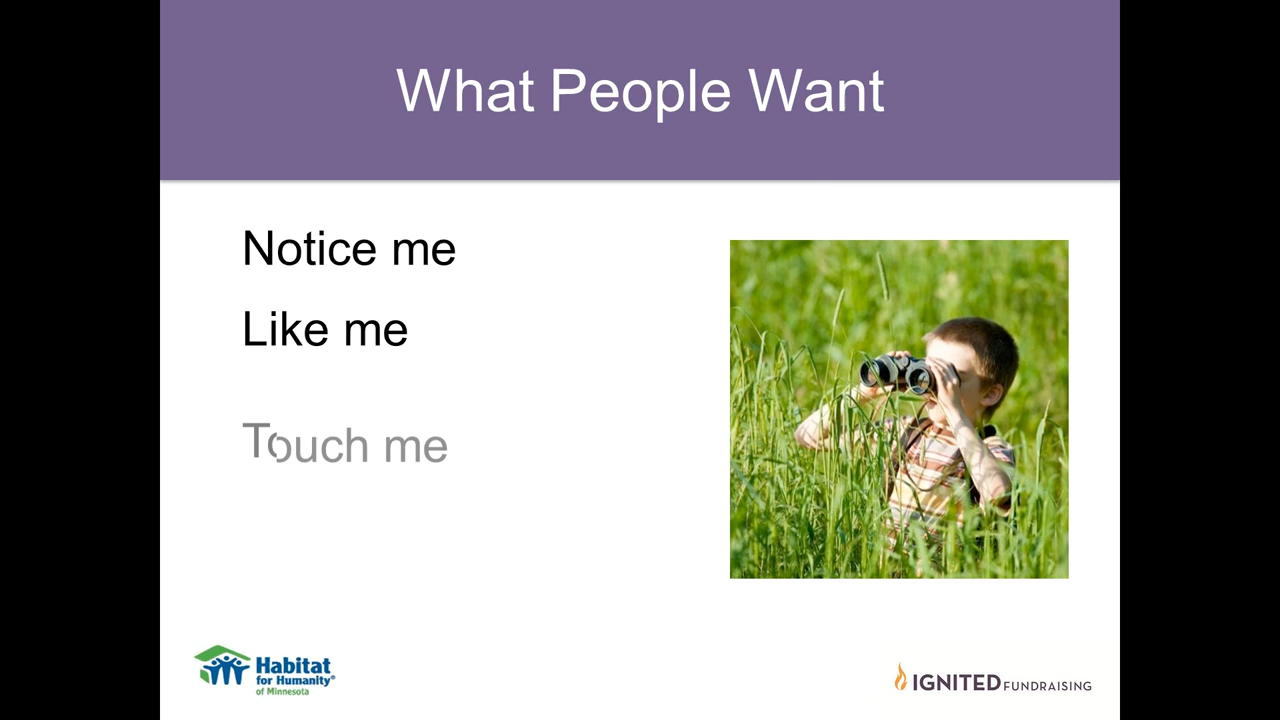 What People Want
Notice me
Like me
Touch me
Habitat
for Humanity®
of Minnesota
IGNITED FUNDRAISING